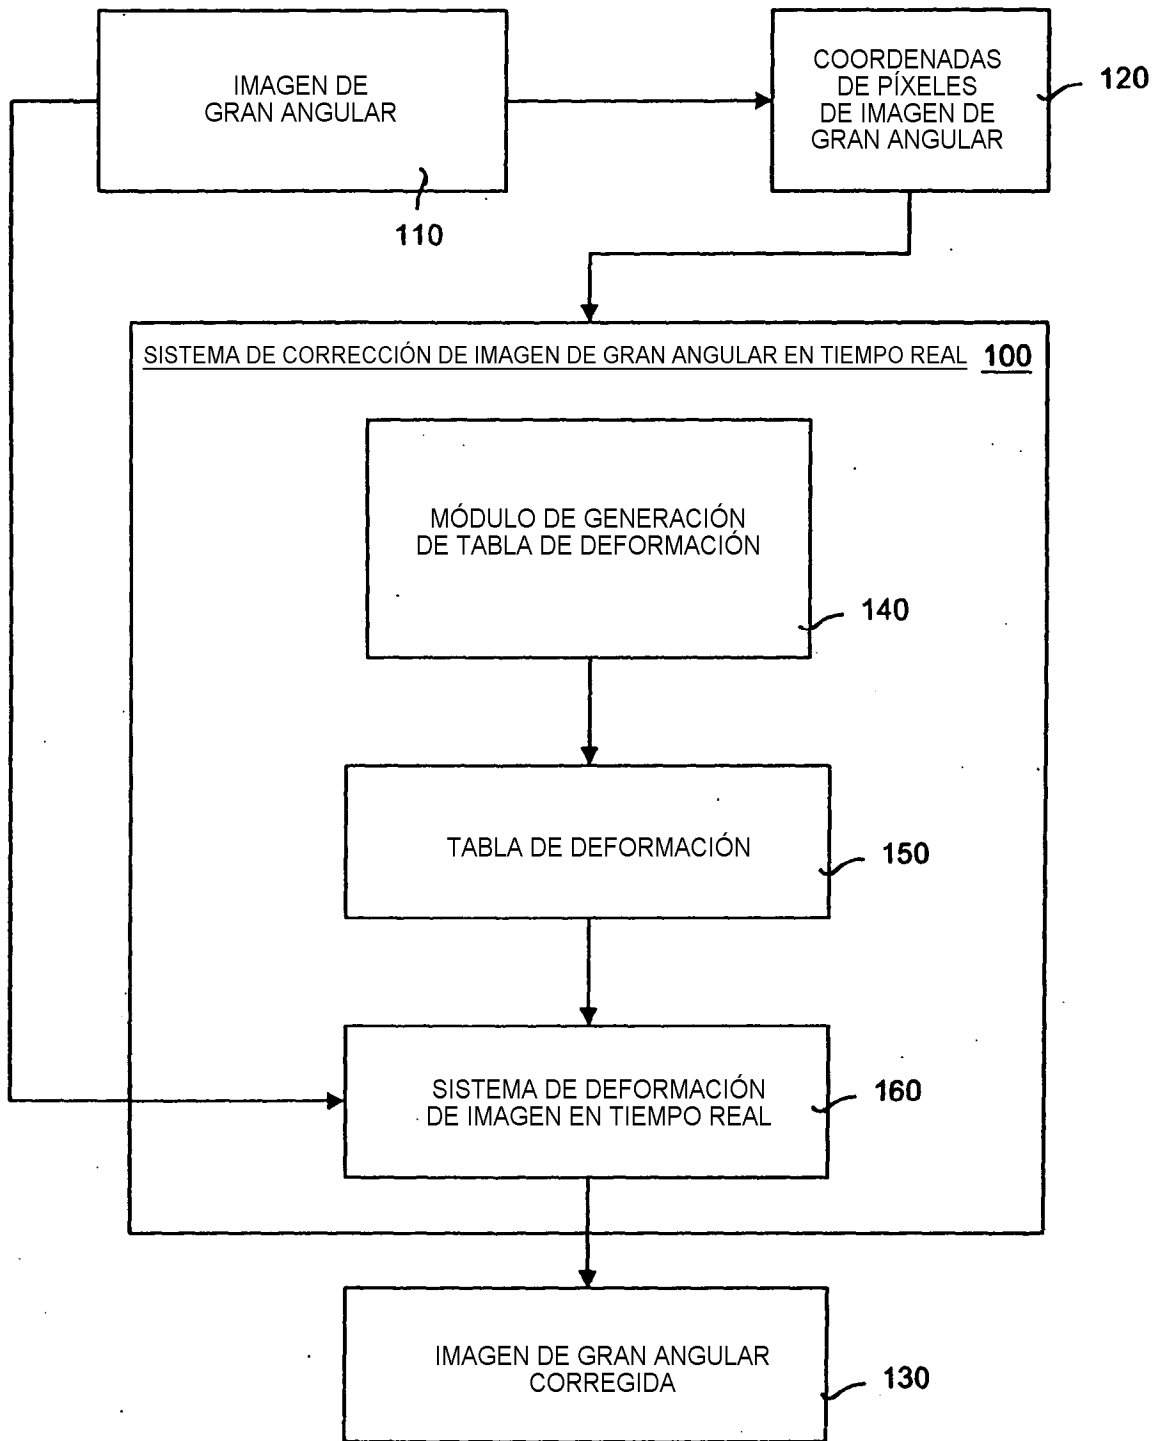 IMAGEN DE
GRAN ANGULAR
110
COORDENADAS
DE PÍXELES
DE IMAGEN DE
GRAN ANGULAR
120
SISTEMA DE CORRECCIÓN DE IMAGEN DE GRAN ANGULAR EN TIEMPO REAL 100
MÓDULO DE GENERACIÓN
DE TABLA DE DEFORMACIÓN
140
TABLA DE DEFORMACIÓN
150
SISTEMA DE DEFORMACIÓN
DE IMAGEN EN TIEMPO REAL
160
IMAGEN DE GRAN ANGULAR
CORREGIDA
130